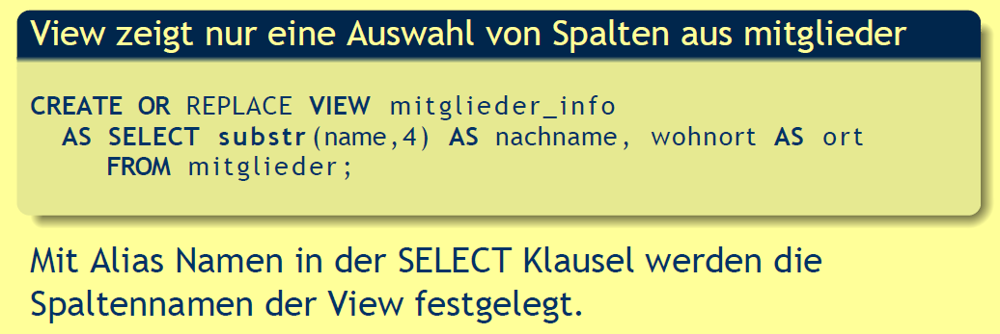 View zeigt nur eine Auswahl von Spalten aus mitglieder
CREATE OR REPLACE VIEW mitglieder_info
AS SELECT substr(name,4) AS nachname, wohnort AS ort
FROM mitglieder;
Mit Alias Namen in der SELECT Klausel werden die
Spaltennamen der View festgelegt.